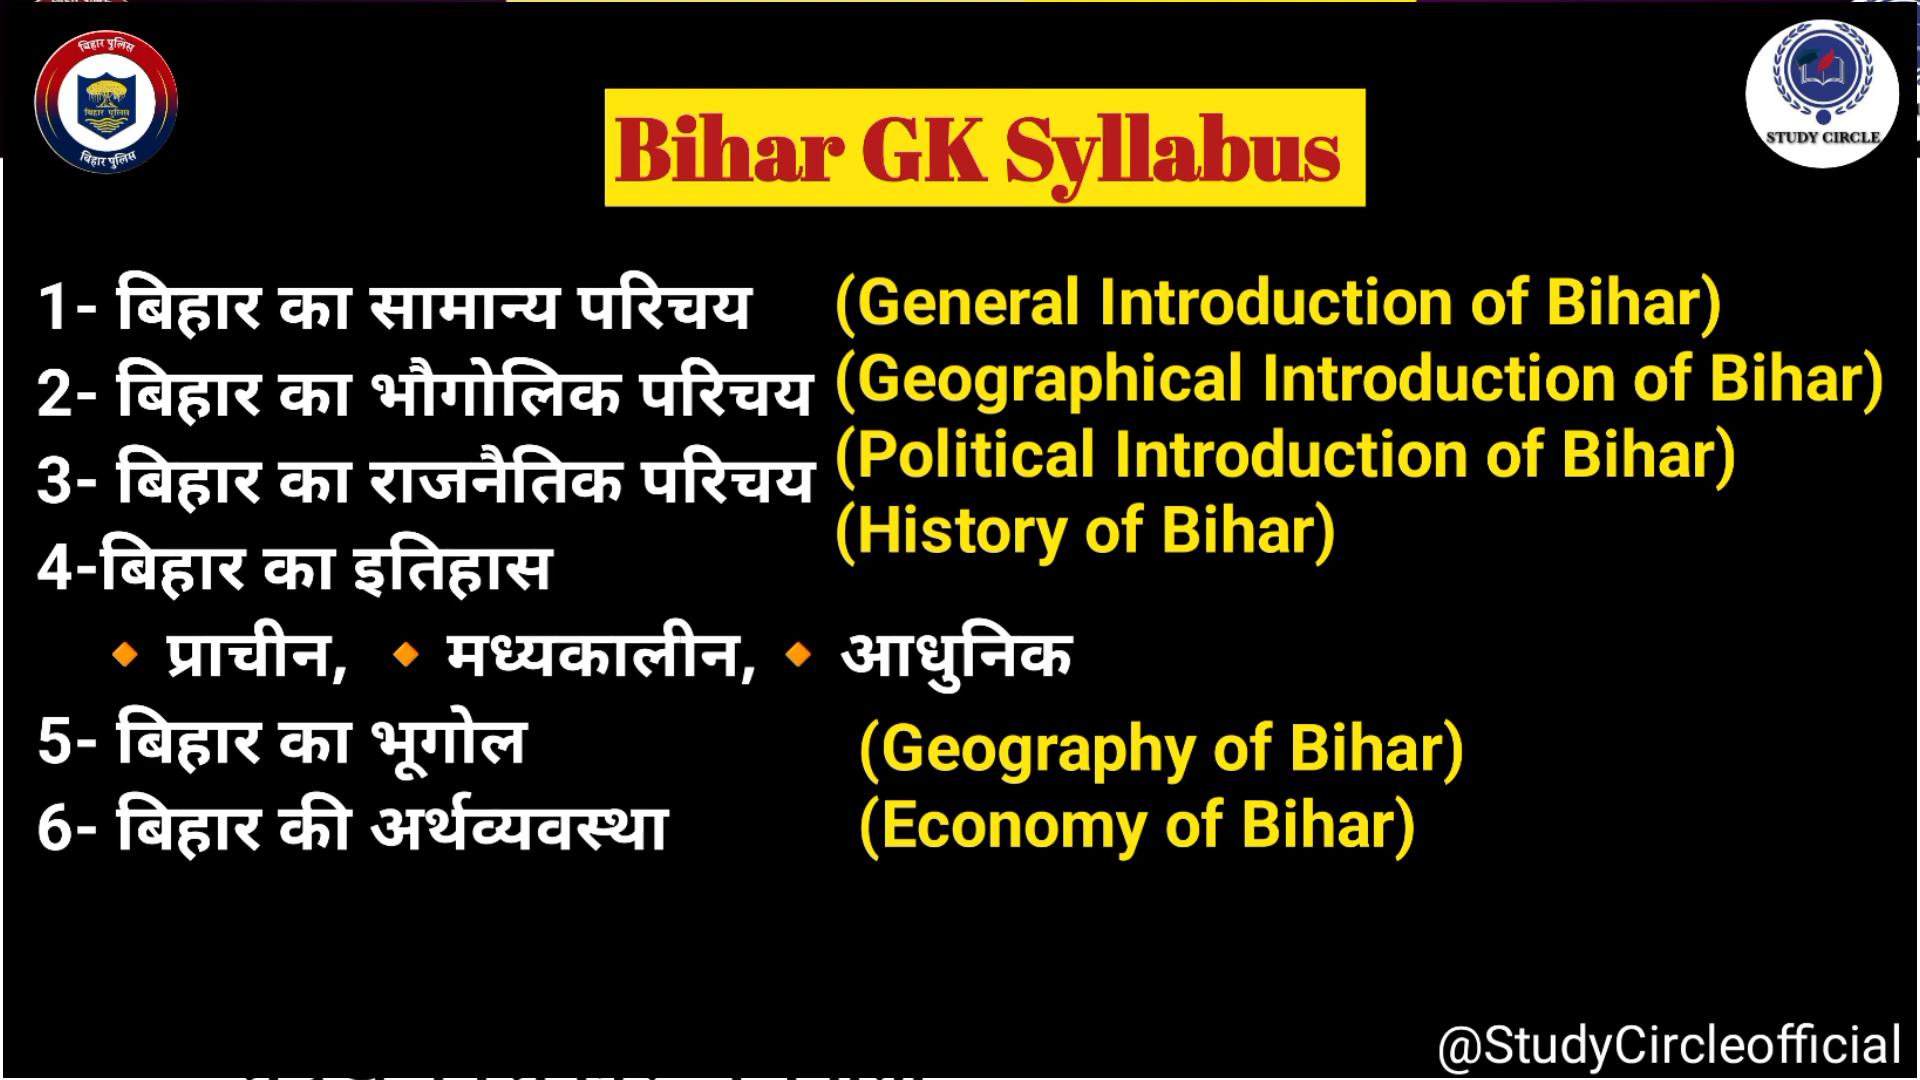 बिहार पुलिस
बिहार पुलिस
बिहार पुलिस
STUDY CIRCLE
Bihar GK Syllabus
1- बिहार का सामान्य परिचय (General Introduction of Bihar)
2- बिहार का भौगोलिक परिचय (Geographical Introduction of Bihar)
3- बिहार का राजनैतिक परिचय (Political Introduction of Bihar)
4-बिहार का इतिहास (History of Bihar)
🔸 प्राचीन, 🔸 मध्यकालीन, 🔸 आधुनिक
5- बिहार का भूगोल (Geography of Bihar)
6- बिहार की अर्थव्यवस्था (Economy of Bihar)
@StudyCircleofficial